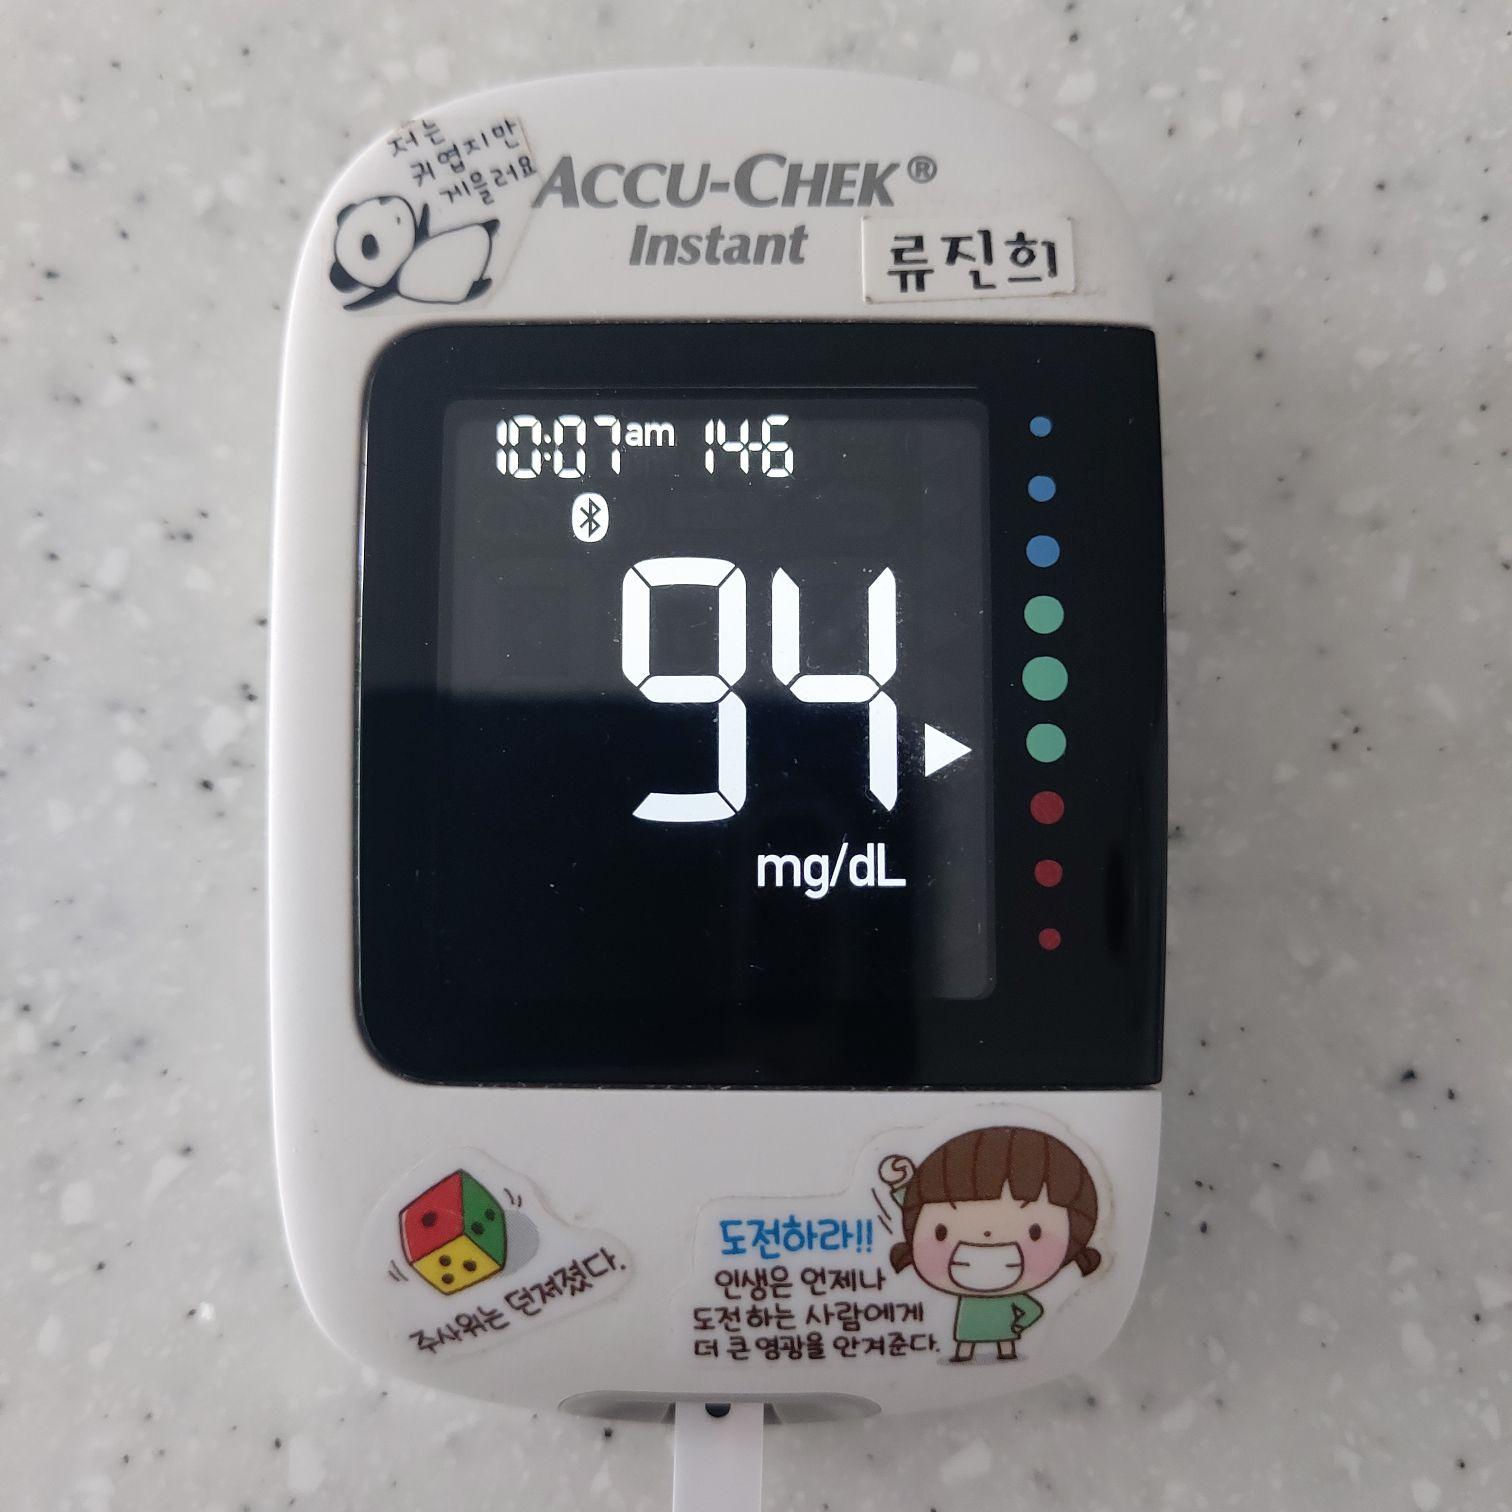 저는
귀엽지만
게을러요
ACCU-CHEK®
Instant
류진희
10:07am 14-6
94
mg/dL
주사위는 던져졌다.
도전하라!!
인생은 언제나
도전하는 사람에게
더 큰 영광을 안겨준다.